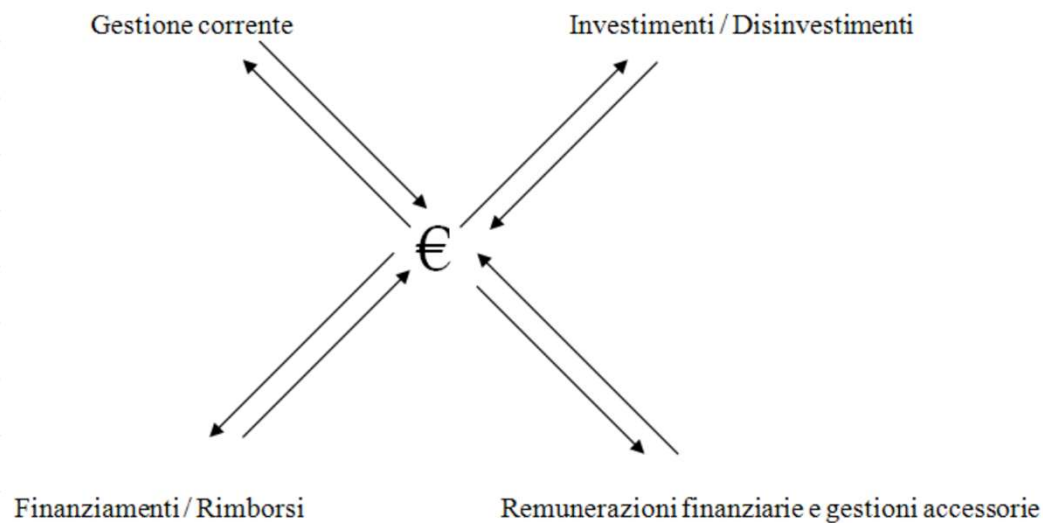 Gestione corrente
Investimenti / Disinvestimenti
€
Finanziamenti / Rimborsi
Remunerazioni finanziarie e gestioni accessorie